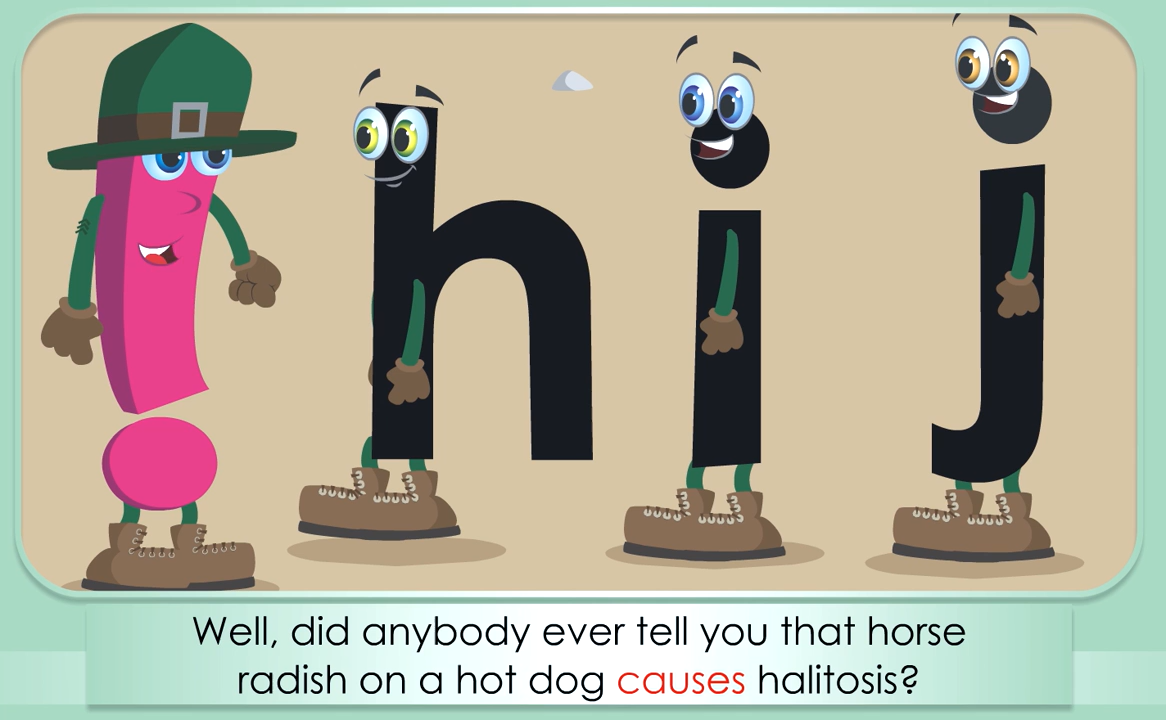 h i j
Well, did anybody ever tell you that horse
radish on a hot dog causes halitosis?